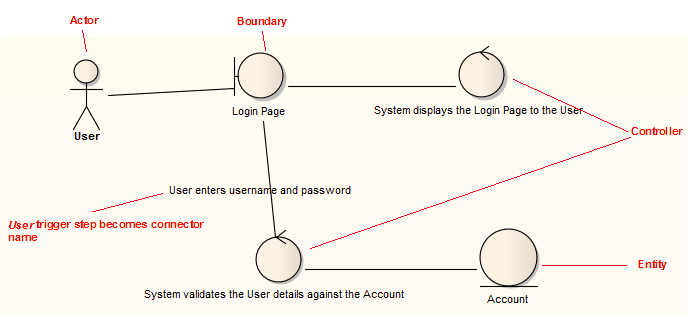 Actor
Boundary
Login Page
System displays the Login Page to the User
User
Controller
User enters username and password
User trigger step becomes connector
name
System validates the User details against the Account
Entity
Account